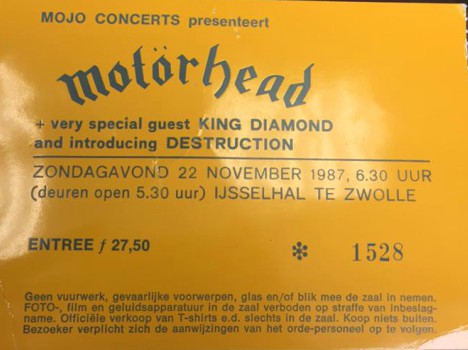 MOJO CONCERTS presenteert
motörhead
+ very special guest KING DIAMOND
and introducing DESTRUCTION
ZONDAGAVOND 22 NOVEMBER 1987, 6.30 UUR
(deuren open 5.30 uur) IJSSELHAL TE ZWOLLE
ENTREE ƒ 27,50 * 1528
Geen vuurwerk, gevaarlijke voorwerpen, glas en/of blik mee de zaal in nemen.
FOTO-, film en geluidsapparatuur in de zaal verboden op straffe van inbeslag-
name. Officiële verkoop van T-shirts e.d. slechts in de zaal. Koop niets buiten.
Bezoeker verplicht zich de aanwijzingen van het orde-personeel op te volgen.